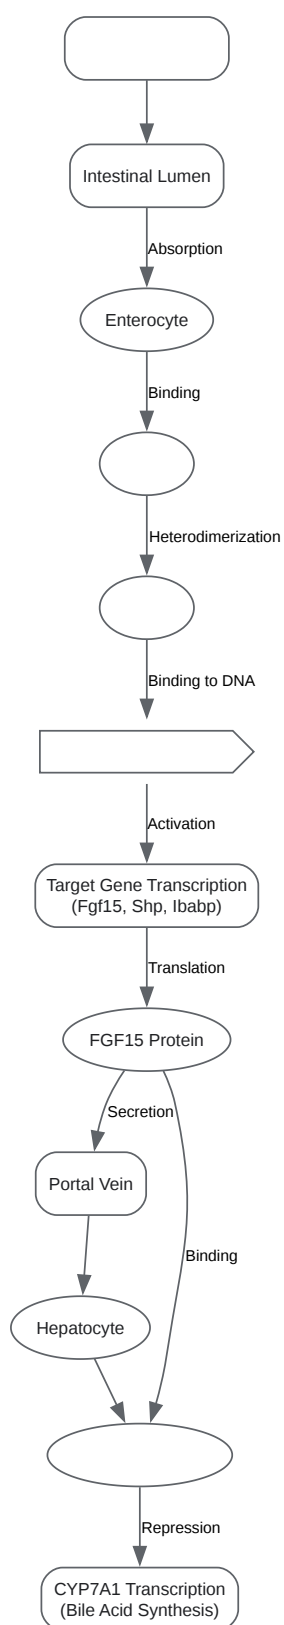 Intestinal Lumen
Absorption
Enterocyte
Binding
Heterodimerization
Binding to DNA
Activation
Target Gene Transcription
(Fgf15, Shp, Ibabp)
Translation
FGF15 Protein
Secretion
Portal Vein
Binding
Hepatocyte
Repression
CYP7A1 Transcription
(Bile Acid Synthesis)